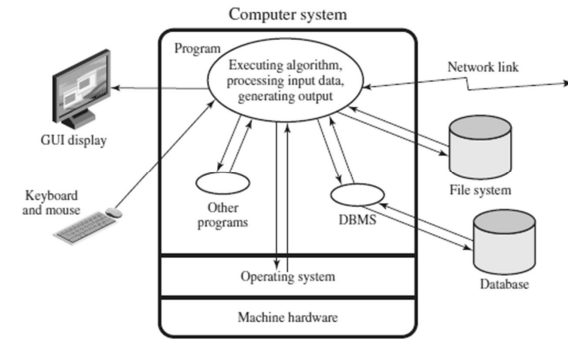 Computer system
Program
Executing algorithm,
processing input data,
generating output
Network link
GUI display
File system
Keyboard
and mouse
Other
programs
DBMS
Database
Operating system
Machine hardware